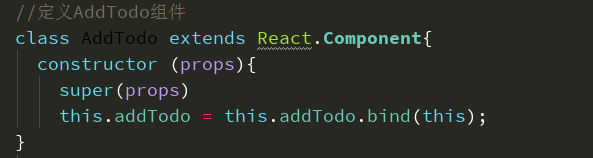 //定义AddTodo组件
class AddTodo extends React.Component{
constructor (props){
super(props)
this.addTodo = this.addTodo.bind(this);
}